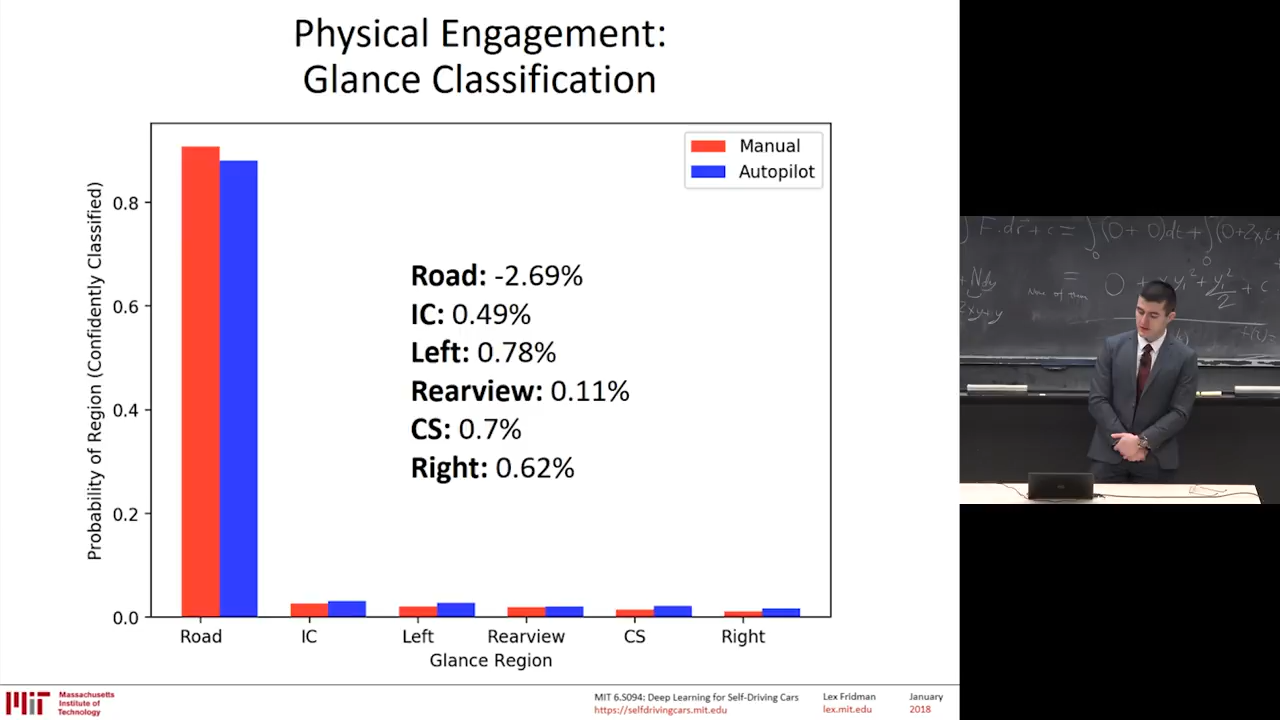 Physical Engagement:
Glance Classification
Manual
Autopilot
Probability of Region (Confidently Classified)
0.8
0.6
0.4
0.2
0.0
Road: -2.69%
IC: 0.49%
Left: 0.78%
Rearview: 0.11%
CS: 0.7%
Right: 0.62%
Road IC Left Rearview CS Right
Glance Region
Massachusetts
Institute of
Technology
MIT 6.S094: Deep Learning for Self-Driving Cars
https://selfdrivingcars.mit.edu
Lex Fridman
lex.mit.edu
January
2018